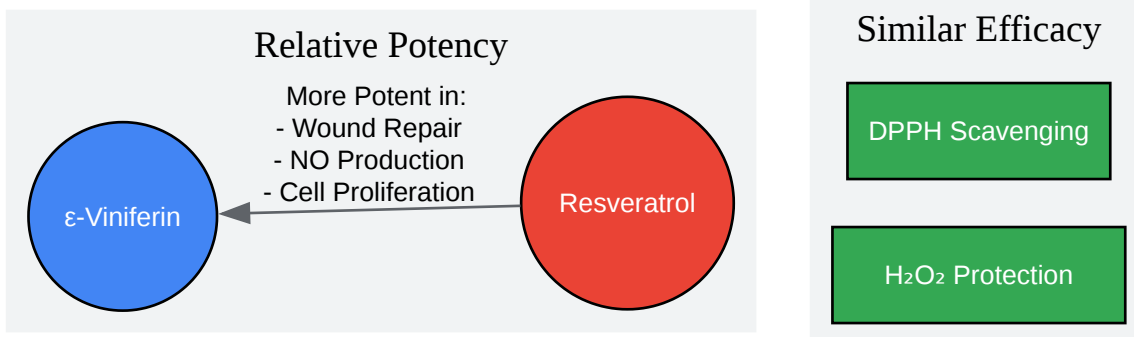 Relative Potency
More Potent in:
- Wound Repair
- NO Production
- Cell Proliferation
ε-Viniferin
Resveratrol
Similar Efficacy
DPPH Scavenging
H₂O₂ Protection